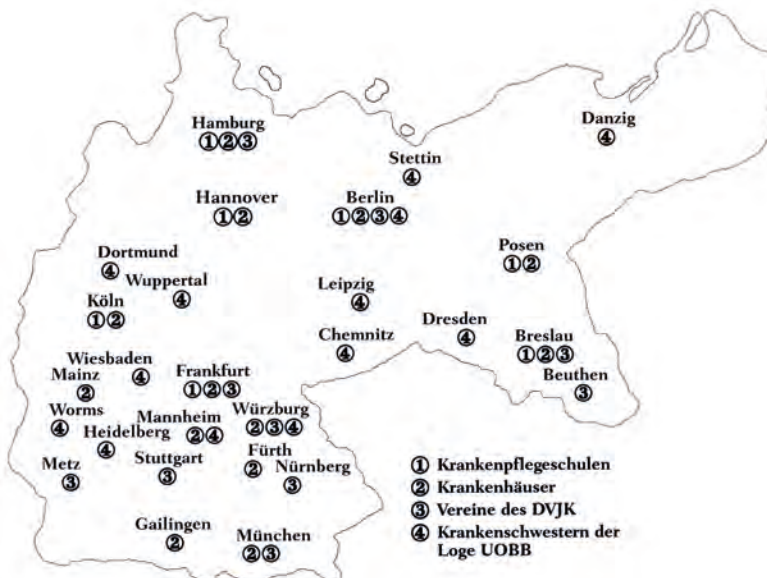 Hamburg
①②③
Danzig
④
Stettin
④
Hannover
①②
Berlin
①②③④
Dortmund
④
Posen
①②
Wuppertal
④
Leipzig
④
Köln
①②
Dresden
④
Chemnitz
④
Breslau
①②③
Wiesbaden
④
Frankfurt
①②③
Mainz
②
Beuthen
③
Worms
④
Mannheim
②④
Würzburg
②③④
Heidelberg
④
Metz
③
Stuttgart
③
Fürth
②
Nürnberg
③
Gailingen
②
München
②③
① Krankenpflegeschulen
② Krankenhäuser
③ Vereine des DVJK
④ Krankenschwestern der
Loge UOBB